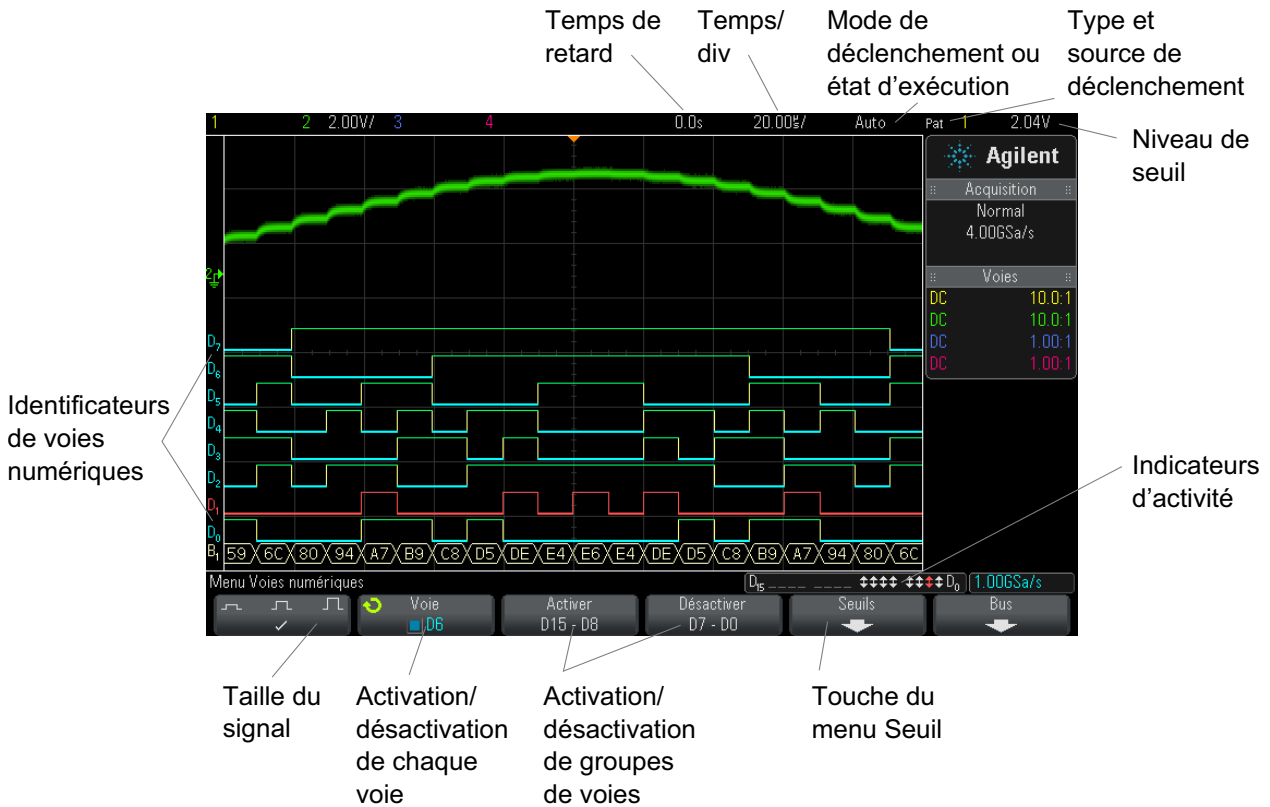 Temps de
retard
Temps/
div
Mode de
déclenchement ou
état d’exécution
Type et
source de
déclenchement
Niveau de
seuil
1 2 2.00V/ 3 4 0.0s 20.00µ/ Auto Pat 1 2.04V
Agilent
Acquisition
Normal
4.00GSa/s
Voies
DC 10.0:1
DC 10.0:1
DC 1.00:1
DC 1.00:1
2
D7
D6
D5
D4
D3
D2
D1
D0
B1 59 6C 80 94 A7 B9 C8 D5 DE E4 E6 E4 DE D5 C8 B9 A7 94 80 6C
Identificateurs
de voies
numériques
Indicateurs
d’activité
Menu Voies numériques
D15 D0 1.00GSa/s
Voie
D6
Activer
D15 - D8
Désactiver
D7 - D0
Seuils
Bus
Taille du
signal
Activation/
désactivation
de chaque
voie
Activation/
désactivation
de groupes
de voies
Touche du
menu Seuil